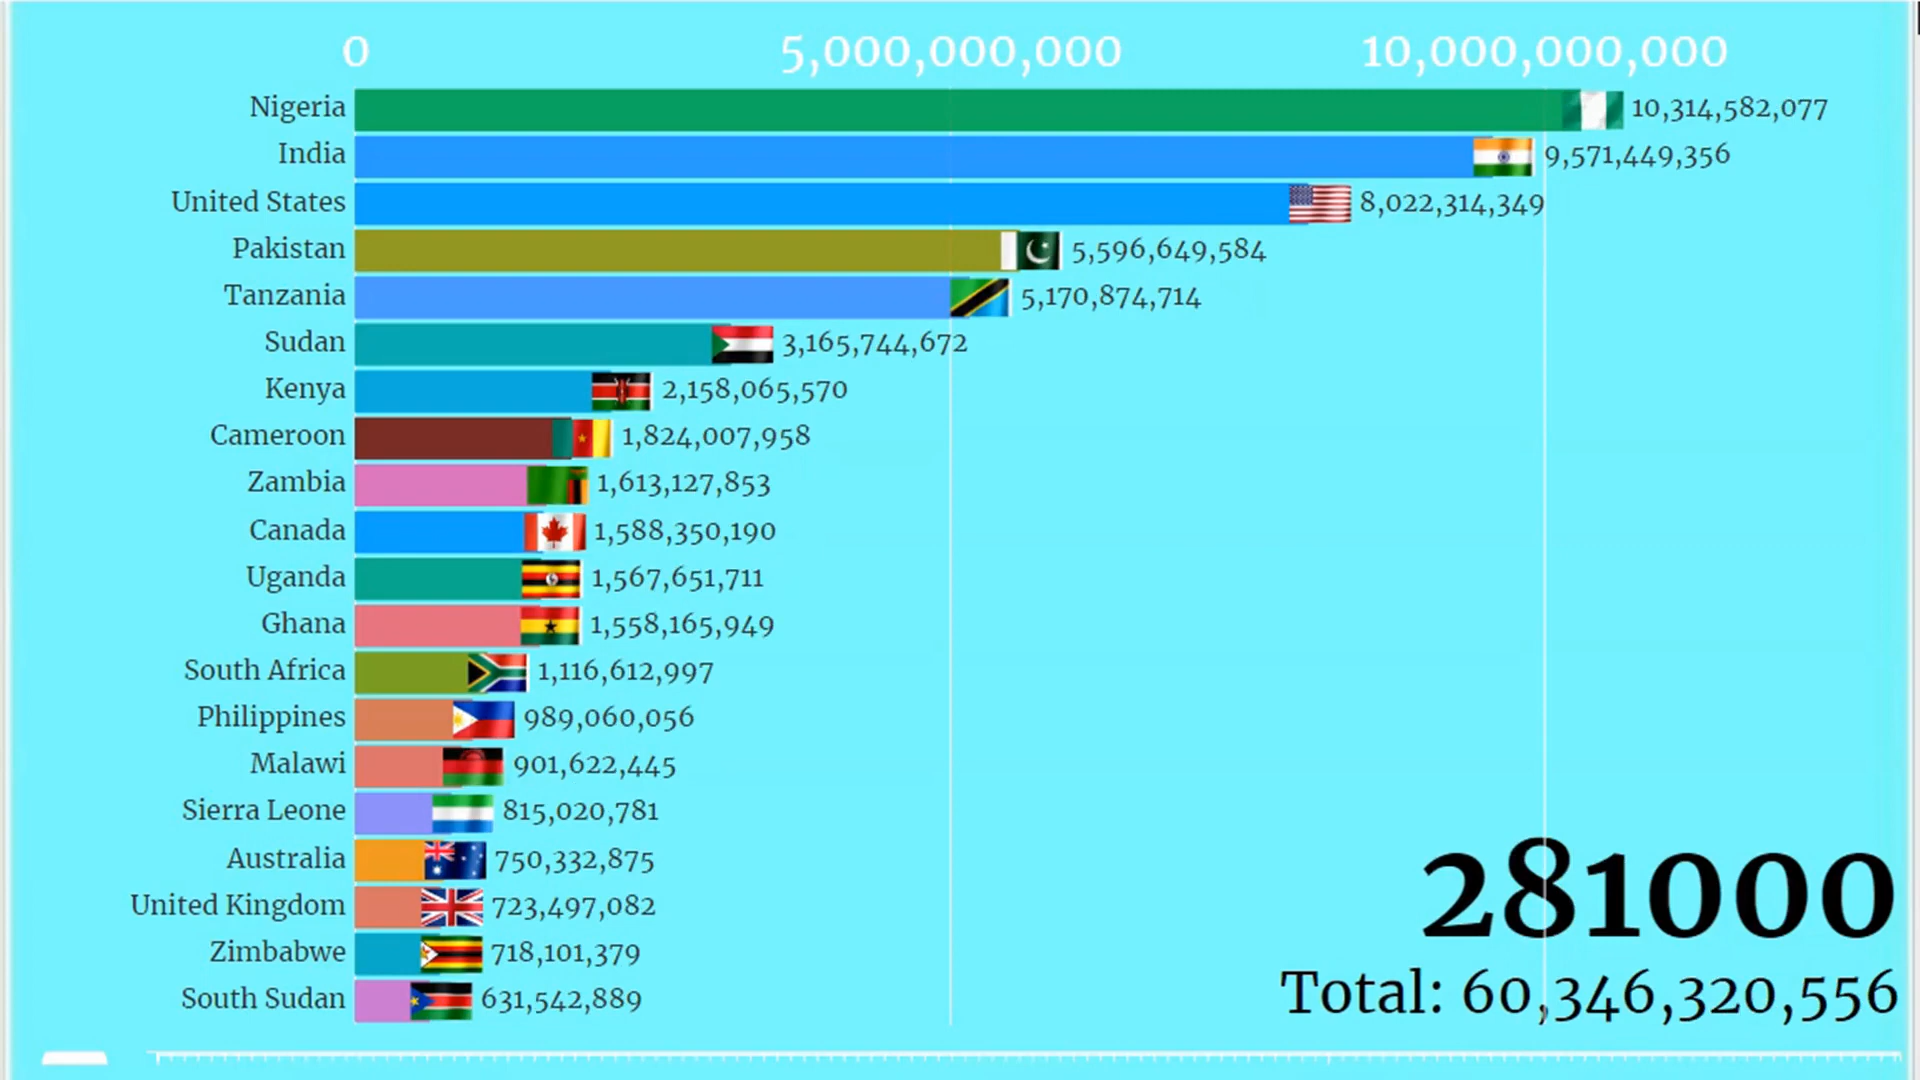 0 5,000,000,000 10,000,000,000
Nigeria 10,314,582,077
India 9,571,449,356
United States 8,022,314,349
Pakistan 5,596,649,584
Tanzania 5,170,874,714
Sudan 3,165,744,672
Kenya 2,158,065,570
Cameroon 1,824,007,958
Zambia 1,613,127,853
Canada 1,588,350,190
Uganda 1,567,651,711
Ghana 1,558,165,949
South Africa 1,116,612,997
Philippines 989,060,056
Malawi 901,622,445
Sierra Leone 815,020,781
Australia 750,332,875
United Kingdom 723,497,082
Zimbabwe 718,101,379
South Sudan 631,542,889
281000
Total: 60,346,320,556